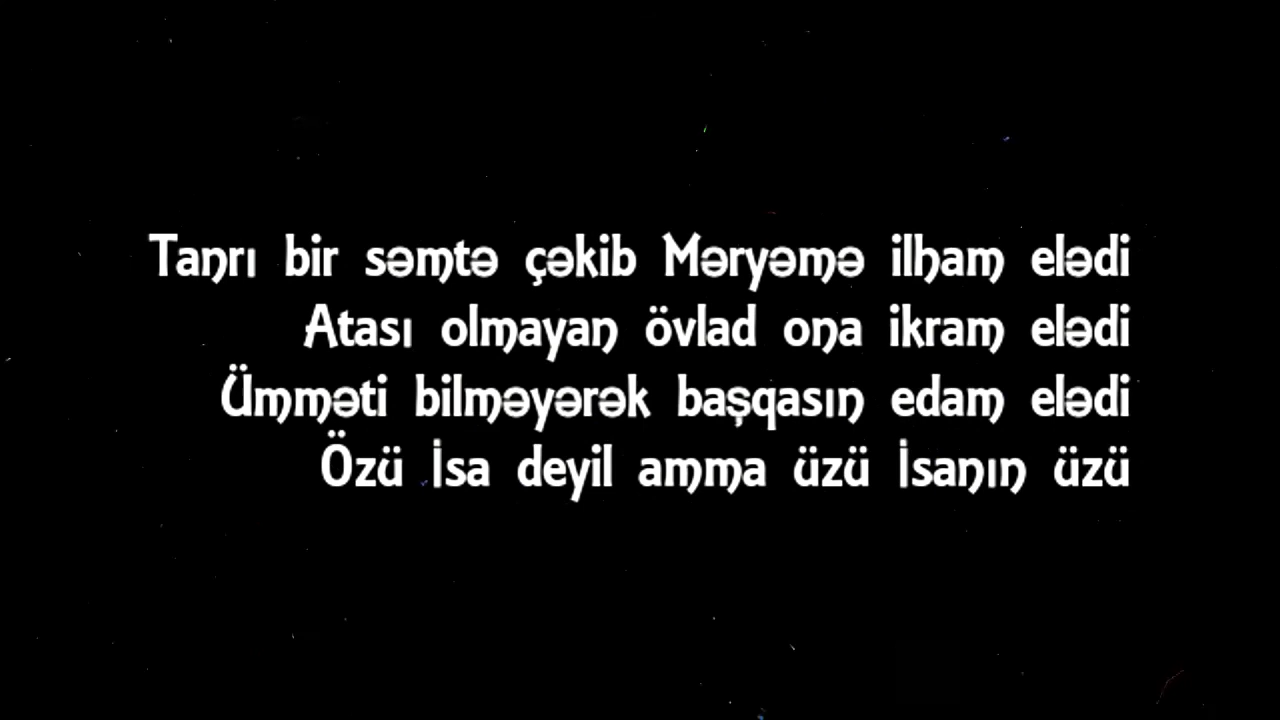 Tanrı bir səmtə çəkib Məryəmə ilham elədi
Atası olmayan övlad ona ikram elədi
Ümməti bilməyərək başqasın edam elədi
Özü İsa deyil amma üzü İsanın üzü